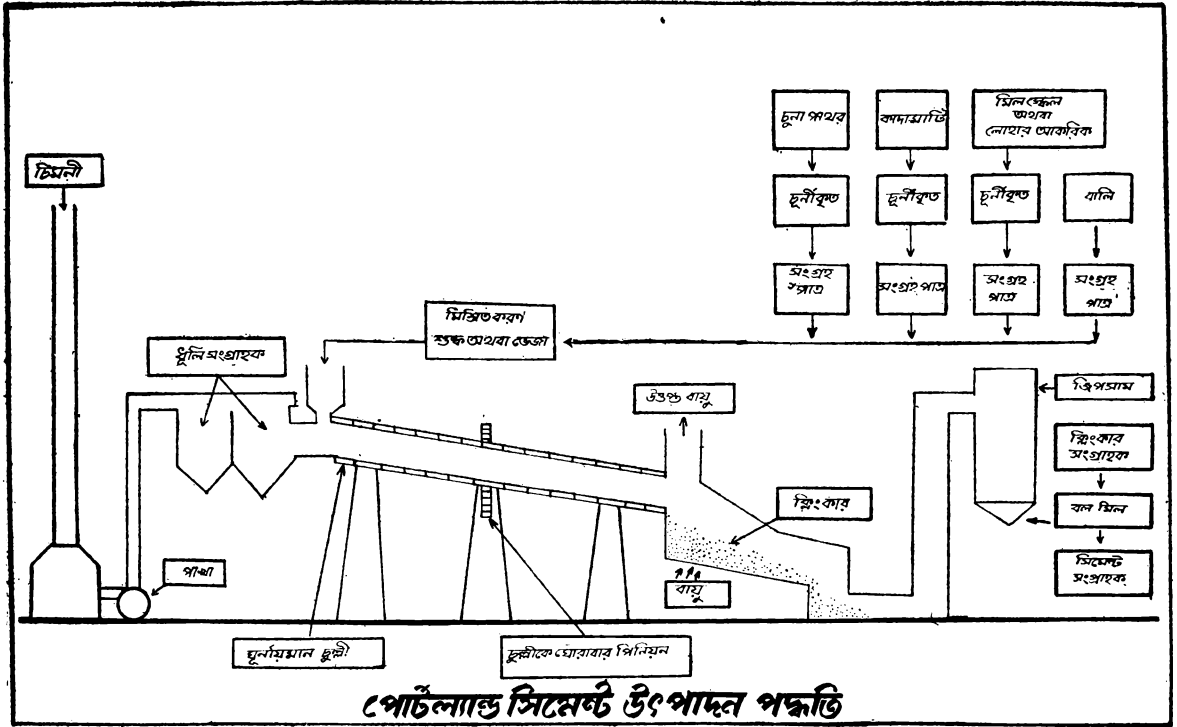 চুনা পাথর
কাদামাটি
মিল স্কেল
অথবা
লোহার আকরিক
চিমনী
চূর্নীকৃত
চূর্নীকৃত
চূর্নীকৃত
বালি
সংগ্রহ
পাত্র
সংগ্রহ পাত্র
সংগ্রহ
পাত্র
সংগ্রহ
পাত্র
মিশ্রিত করণ
শুষ্ক অথবা ভেজা
ধুলি সংগ্রাহক
উত্তপ্ত বায়ু
জিপসাম
ক্লিংকার
সংগ্রাহক
ক্লিংকার
বল মিল
পাখা
বায়ু
সিমেন্ট
সংগ্রাহক
ঘূর্নায়মান চুল্লী
চুল্লীকে ঘোরাবার পিনিয়ন
পোর্টল্যান্ড সিমেন্ট উৎপাদন পদ্ধতি